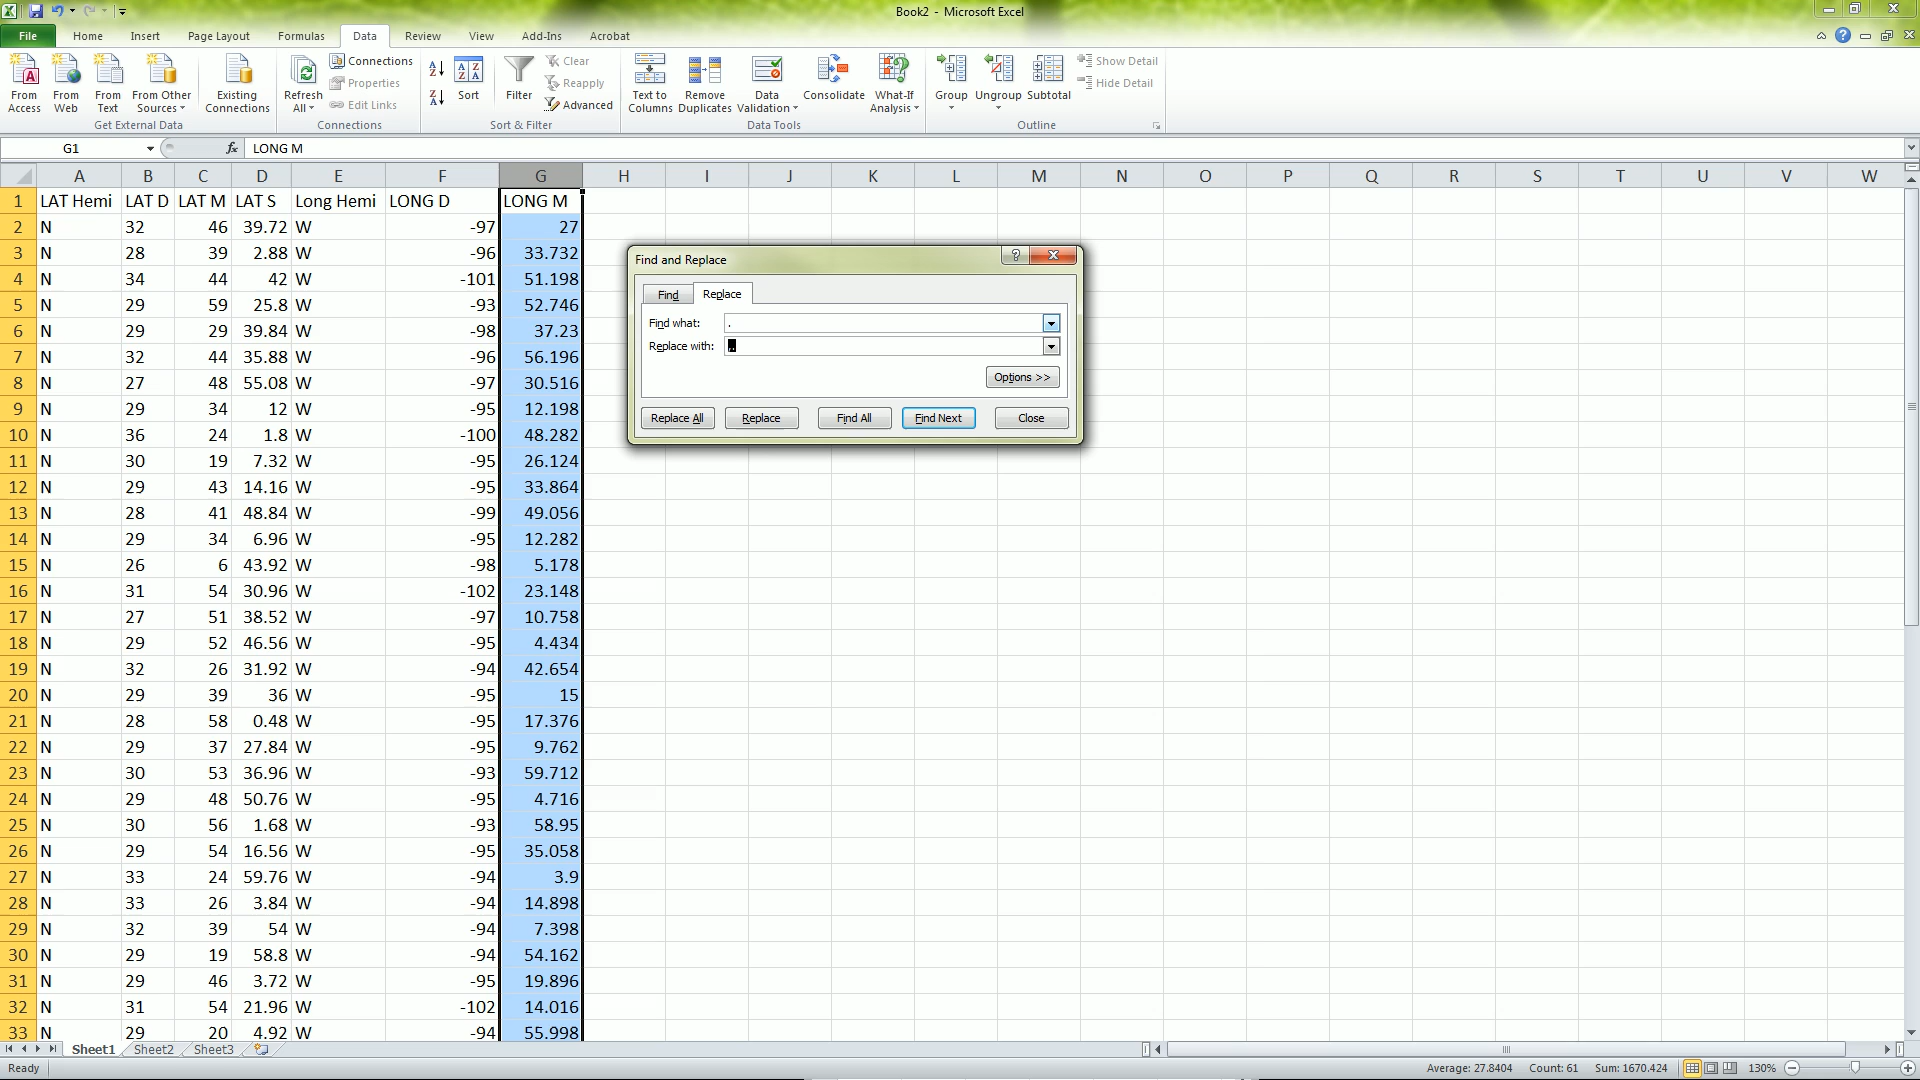 Book2 - Microsoft Excel
File Home Insert Page Layout Formulas Data Review View Add-Ins Acrobat
From Access
From Web
From Text
From Other Sources
Existing Connections
Get External Data
Refresh All
Connections
Properties
Edit Links
Connections
Sort
Filter
Clear
Reapply
Advanced
Sort & Filter
Text to Columns
Remove Duplicates
Data Validation
Consolidate
What-If Analysis
Data Tools
Group
Ungroup
Subtotal
Show Detail
Hide Detail
Outline
G1 fx LONG M
A B C D E F G H I J K L M N O P Q R S T U V W
1 LAT Hemi LAT D LAT M LAT S Long Hemi LONG D LONG M
2 N 32 46 39.72 W -97 27
3 N 28 39 2.88 W -96 33.732
4 N 34 44 42 W -101 51.198
5 N 29 59 25.8 W -93 52.746
6 N 29 29 39.84 W -98 37.23
7 N 32 44 35.88 W -96 56.196
8 N 27 48 55.08 W -97 30.516
9 N 29 34 12 W -95 12.198
10 N 36 24 1.8 W -100 48.282
11 N 30 19 7.32 W -95 26.124
12 N 29 43 14.16 W -95 33.864
13 N 28 41 48.84 W -99 49.056
14 N 29 34 6.96 W -95 12.282
15 N 26 6 43.92 W -98 5.178
16 N 31 54 30.96 W -102 23.148
17 N 27 51 38.52 W -97 10.758
18 N 29 52 46.56 W -95 4.434
19 N 32 26 31.92 W -94 42.654
20 N 29 39 36 W -95 15
21 N 28 58 0.48 W -95 17.376
22 N 29 37 27.84 W -95 9.762
23 N 30 53 36.96 W -93 59.712
24 N 29 48 50.76 W -95 4.716
25 N 30 56 1.68 W -93 58.95
26 N 29 54 16.56 W -95 35.058
27 N 33 24 59.76 W -94 3.9
28 N 33 26 3.84 W -94 14.898
29 N 32 39 54 W -94 7.398
30 N 29 19 58.8 W -94 54.162
31 N 29 46 3.72 W -95 19.896
32 N 31 54 21.96 W -102 14.016
33 N 29 20 4.92 W -94 55.998
Find and Replace
Find Replace
Find what: .
Replace with:
Options >>
Replace All Replace Find All Find Next Close
Sheet1 Sheet2 Sheet3
Ready Average: 27.8404 Count: 61 Sum: 1670.424 130%